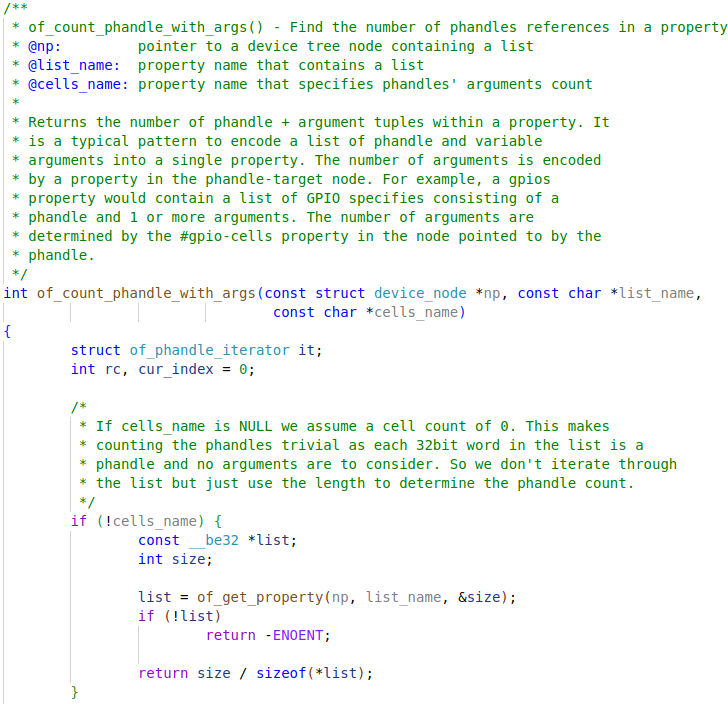 /**
 * of_count_phandle_with_args() - Find the number of phandles references in a property
 * @np:         pointer to a device tree node containing a list
 * @list_name:  property name that contains a list
 * @cells_name: property name that specifies phandles' arguments count
 *
 * Returns the number of phandle + argument tuples within a property. It
 * is a typical pattern to encode a list of phandle and variable
 * arguments into a single property. The number of arguments is encoded
 * by a property in the phandle-target node. For example, a gpios
 * property would contain a list of GPIO specifies consisting of a
 * phandle and 1 or more arguments. The number of arguments are
 * determined by the #gpio-cells property in the node pointed to by the
 * phandle.
 */
int of_count_phandle_with_args(const struct device_node *np, const char *list_name,
                                const char *cells_name)
{
        struct of_phandle_iterator it;
        int rc, cur_index = 0;

        /*
         * If cells_name is NULL we assume a cell count of 0. This makes
         * counting the phandles trivial as each 32bit word in the list is a
         * phandle and no arguments are to consider. So we don't iterate through
         * the list but just use the length to determine the phandle count.
         */
        if (!cells_name) {
                const __be32 *list;
                int size;

                list = of_get_property(np, list_name, &size);
                if (!list)
                        return -ENOENT;

                return size / sizeof(*list);
        }